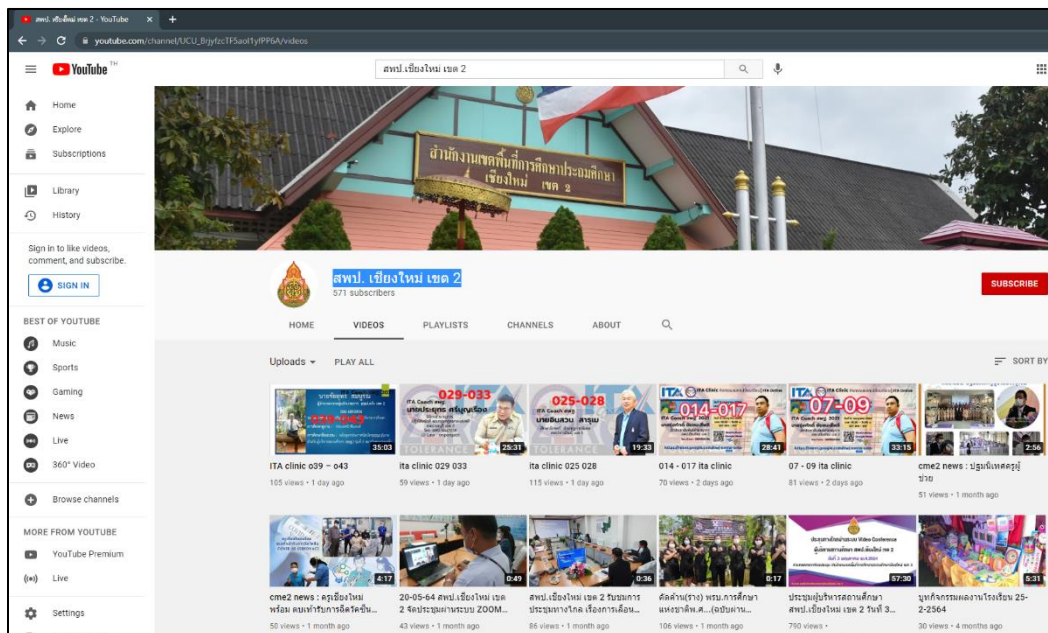 สพป. เชียงใหม่ เขต 2 - YouTube
youtube.com/channel/UCU_BrjyfzcTF5aol1yfPP6A/videos
YouTube TH
สพป.เชียงใหม่ เขต 2
Home
Explore
Subscriptions
Library
History
Sign in to like videos,
comment, and subscribe.
SIGN IN
BEST OF YOUTUBE
Music
Sports
Gaming
News
Live
360° Video
Browse channels
MORE FROM YOUTUBE
YouTube Premium
Live
Settings
สำนักงานเขตพื้นที่การศึกษาประถมศึกษา
เชียงใหม่ เขต 2
สพป. เชียงใหม่ เขต 2
571 subscribers
SUBSCRIBE
HOME VIDEOS PLAYLISTS CHANNELS ABOUT
Uploads PLAY ALL SORT BY
35:03
029-033
ITA Coach สพฐ.
TOLERANCE
25:31
025-028
ITA Coach สพฐ.
TOLERANCE
19:33
ITA
014-017
28:41
ITA
07-09
33:15
2:56
ITA clinic o39 – o43
105 views • 1 day ago
ita clinic 029 033
59 views • 1 day ago
ita clinic 025 028
115 views • 1 day ago
014 - 017 ita clinic
70 views • 2 days ago
07 - 09 ita clinic
81 views • 2 days ago
cme2 news : ปฐมนิเทศครูผู้
ช่วย
51 views • 1 month ago
4:17
0:49
0:36
0:17
57:30
5:31
cme2 news : ครูเชียงใหม่
พร้อม ตบเท้ารับการฉีดวัคซีน...
50 views • 1 month ago
20-05-64 สพป.เชียงใหม่ เขต
2 จัดประชุมผ่านระบบ ZOOM...
43 views • 1 month ago
สพป.เชียงใหม่ เขต 2 รับชมการ
ประชุมทางไกล เรื่องการเลื่อน...
86 views • 1 month ago
คัดค้าน(ร่าง) พรบ.การศึกษา
แห่งชาติพ.ศ...(ฉบับผ่าน...
106 views • 1 month ago
ประชุมผู้บริหารสถานศึกษา
สพป.เชียงใหม่ เขต 2 วันที่ 3...
790 views •
บูทกิจกรรมผลงานโรงเรียน 25-
2-2564
30 views • 4 months ago